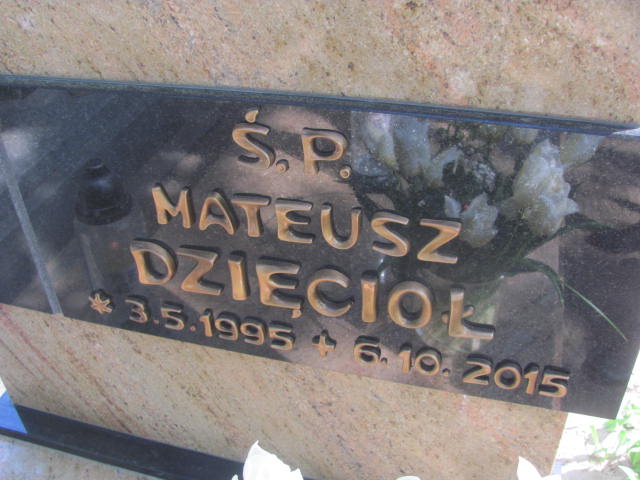 Ś.P.
MATEUSZ
DZIĘCIOŁ
* 3.5.1995 + 6.10.2015